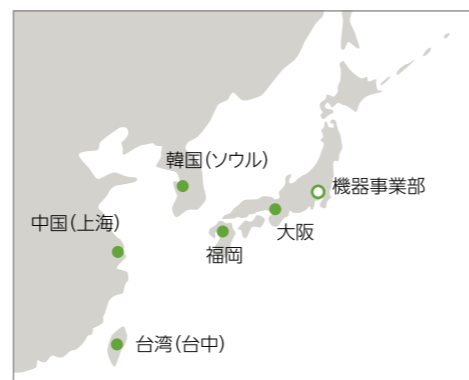 韓国(ソウル)
機器事業部
中国(上海)
大阪
福岡
台湾(台中)